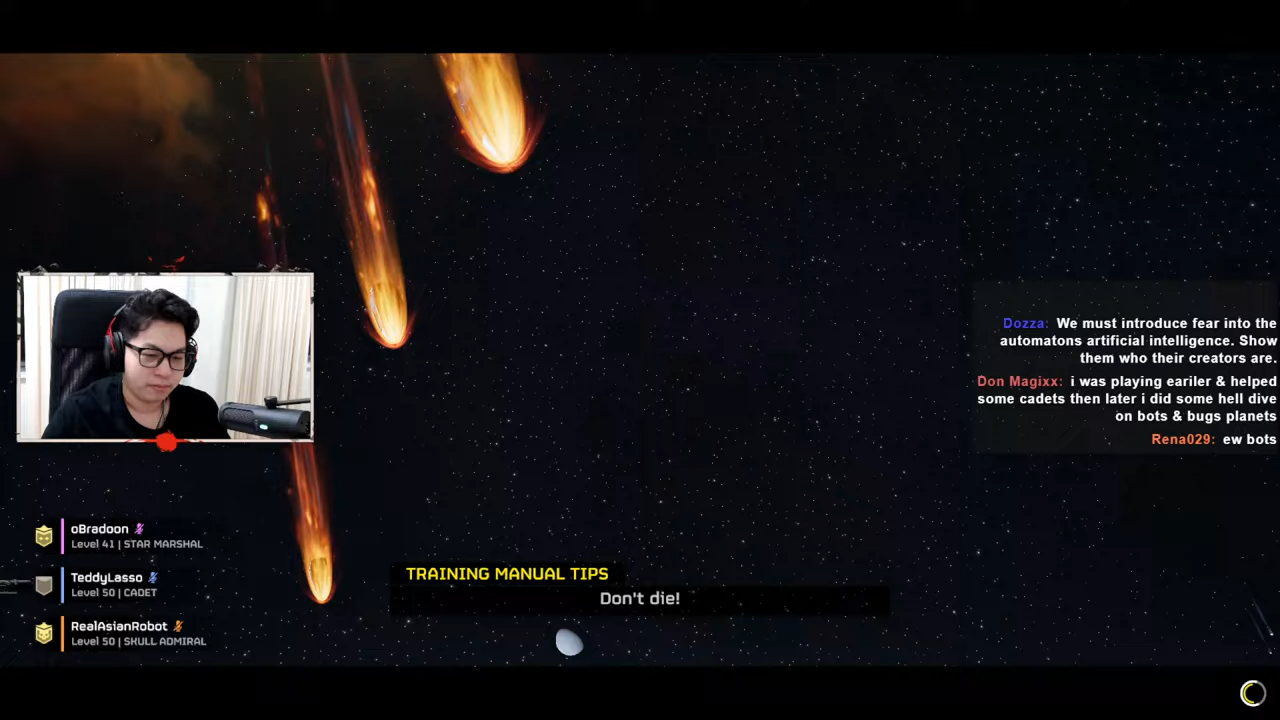 Dozza: We must introduce fear into the
automatons artificial intelligence. Show
them who their creators are.
Don Magixx: i was playing eariler & helped
some cadets then later i did some hell dive
on bots & bugs planets
Rena029: ew bots
oBradoon
Level 41 | STAR MARSHAL
TeddyLasso
Level 50 | CADET
RealAsianRobot
Level 50 | SKULL ADMIRAL
TRAINING MANUAL TIPS
Don't die!